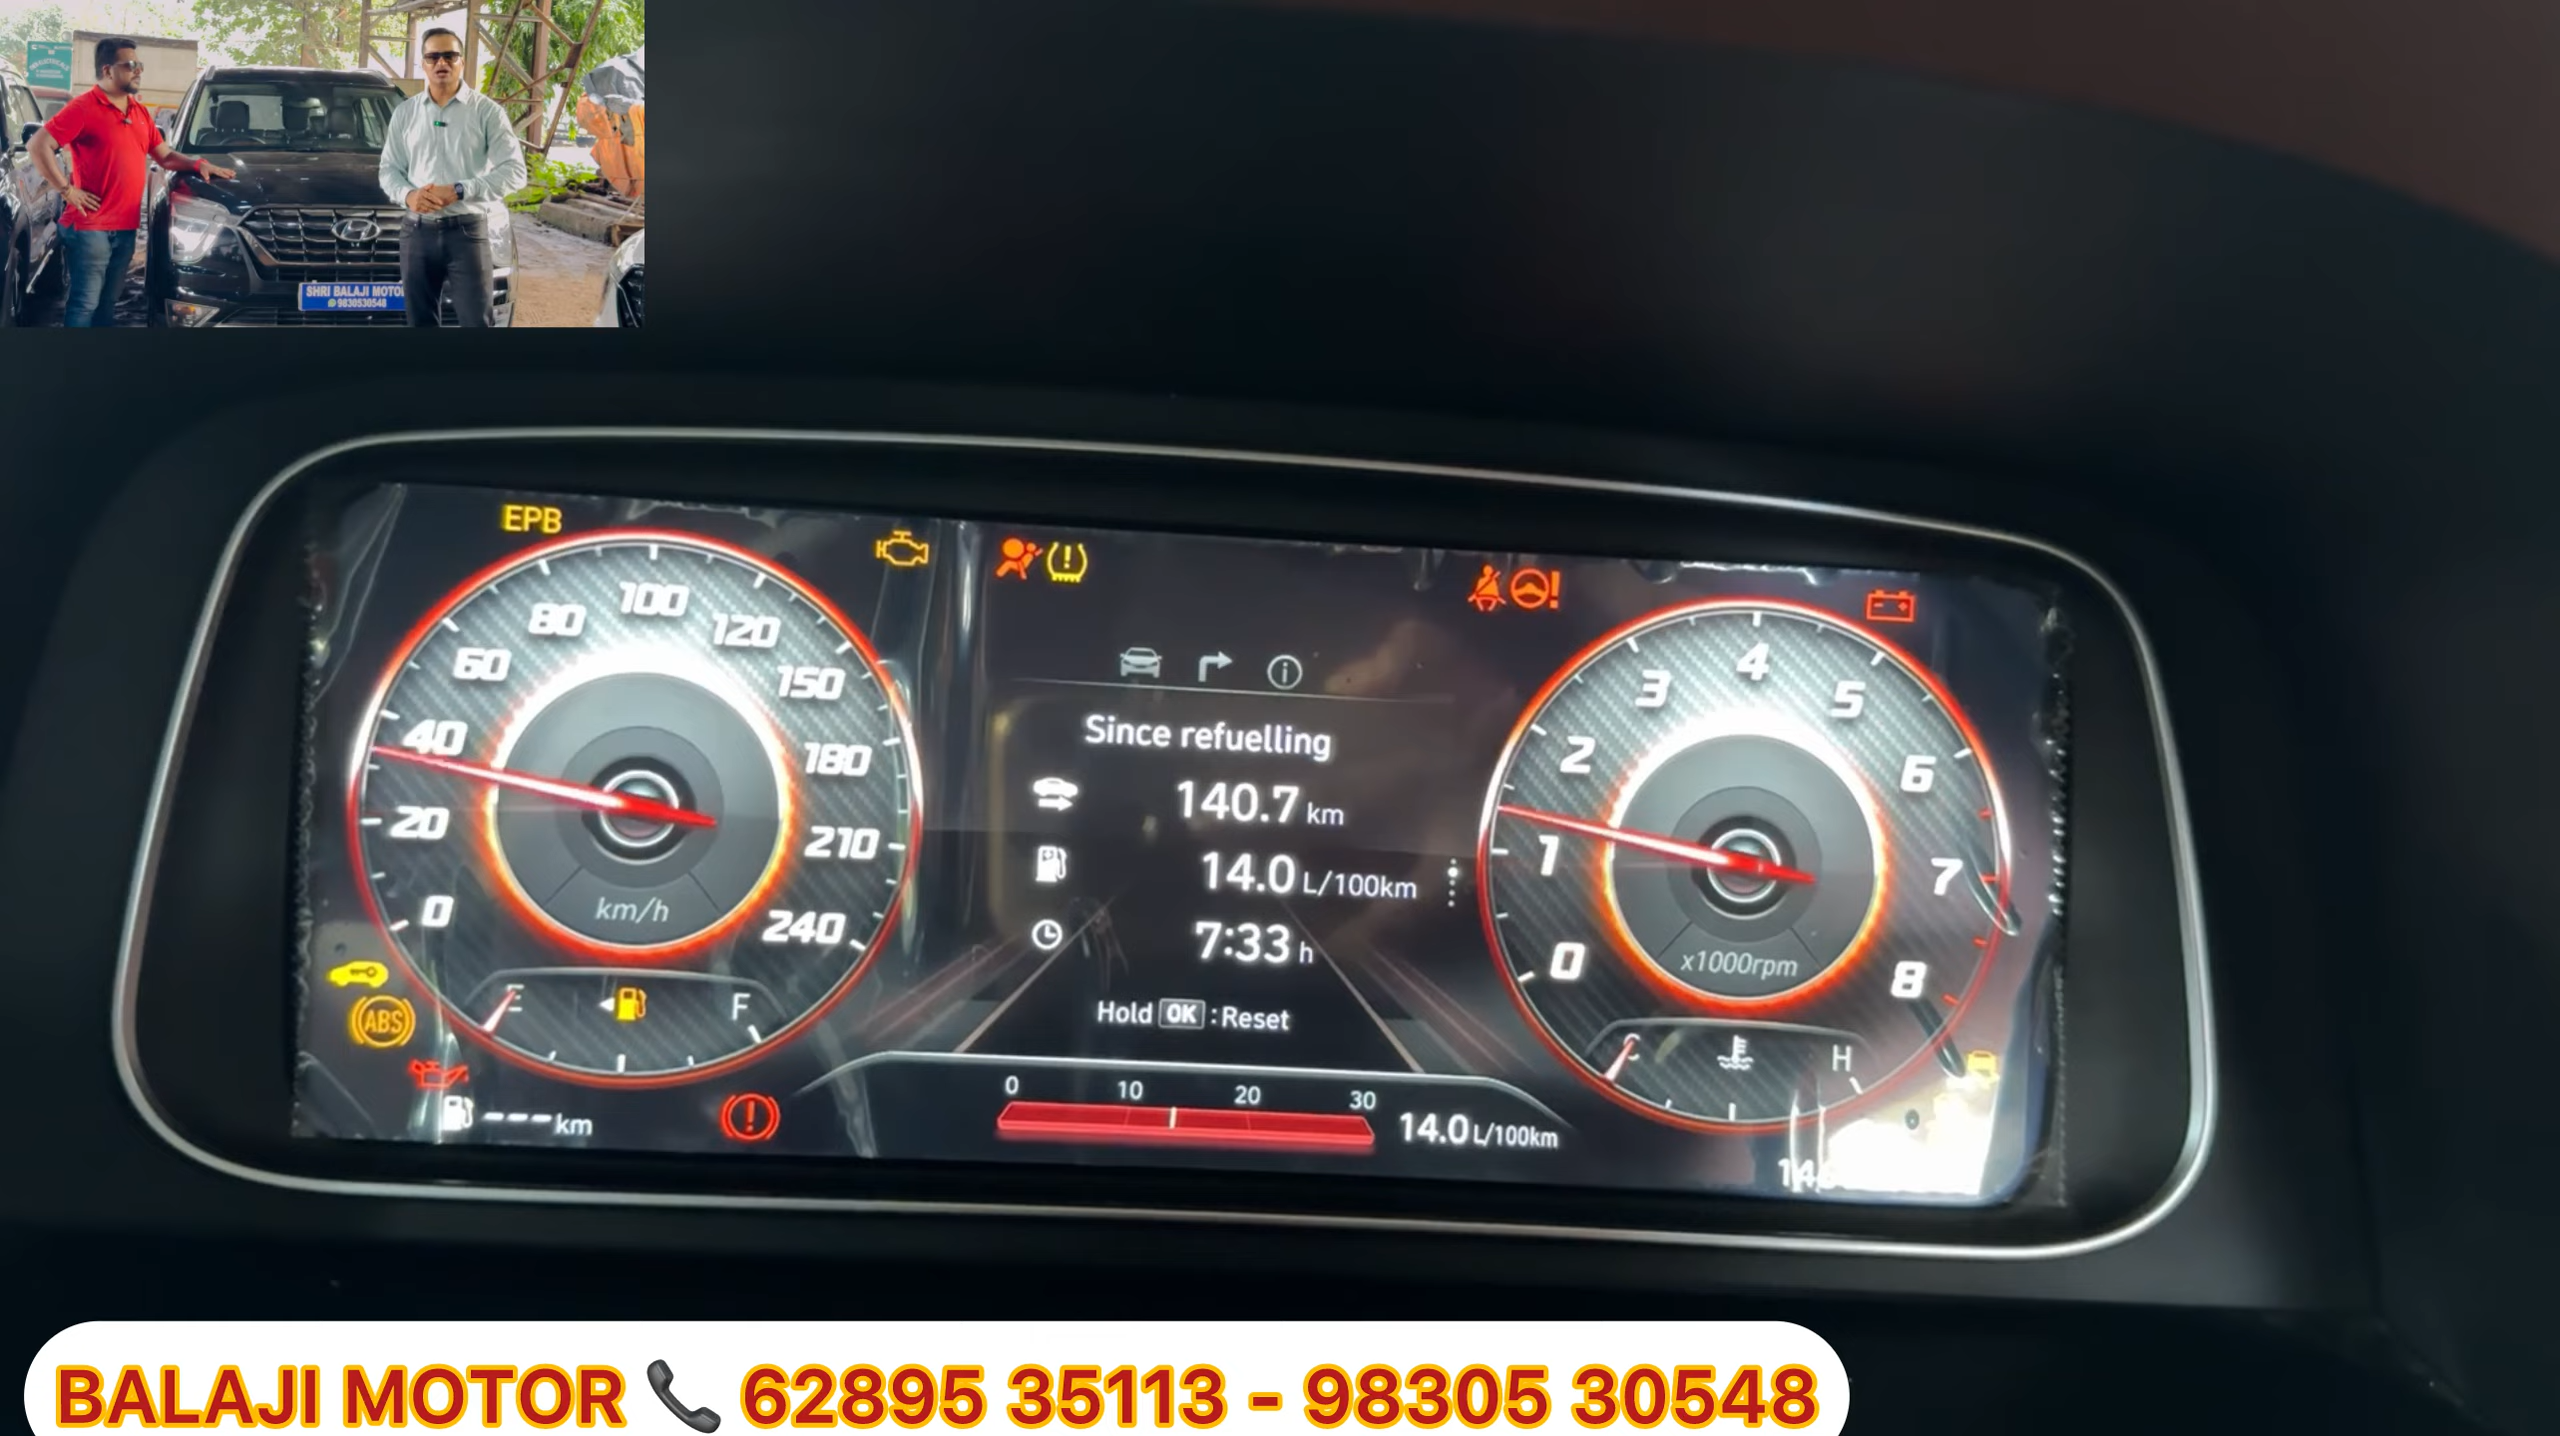 SHRI BALAJI MOTOR
9830530548
EPB
0 20 40 60 80 100 120 150 180 210 240
km/h
E F
ABS
--- km
Since refuelling
140.7 km
14.0 L/100km
7:33 h
Hold OK : Reset
0 10 20 30
14.0 L/100km
0 1 2 3 4 5 6 7 8
x1000rpm
C H
BALAJI MOTOR 62895 35113 - 98305 30548